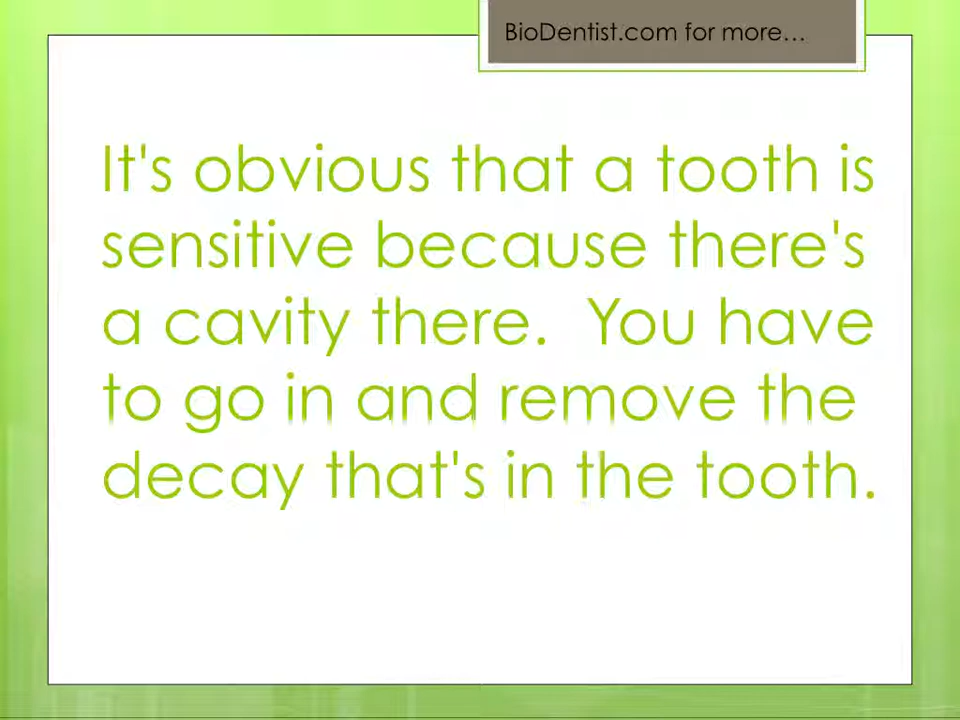 BioDentist.com for more…
It's obvious that a tooth is
sensitive because there's
a cavity there.  You have
to go in and remove the
decay that's in the tooth.